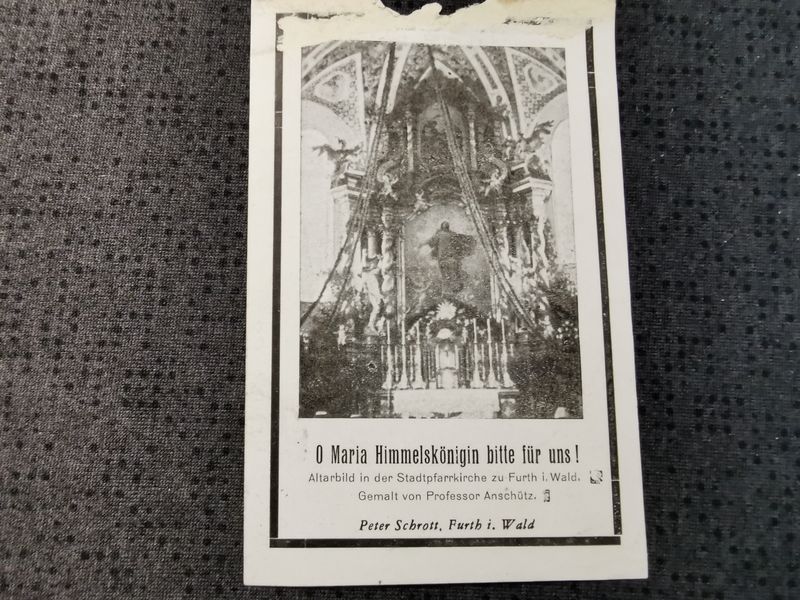 O Maria Himmelskönigin bitte für uns!
Altarbild in der Stadtpfarrkirche zu Furth i. Wald.
Gemalt von Professor Anschütz.
Peter Schrott, Furth i. Wald